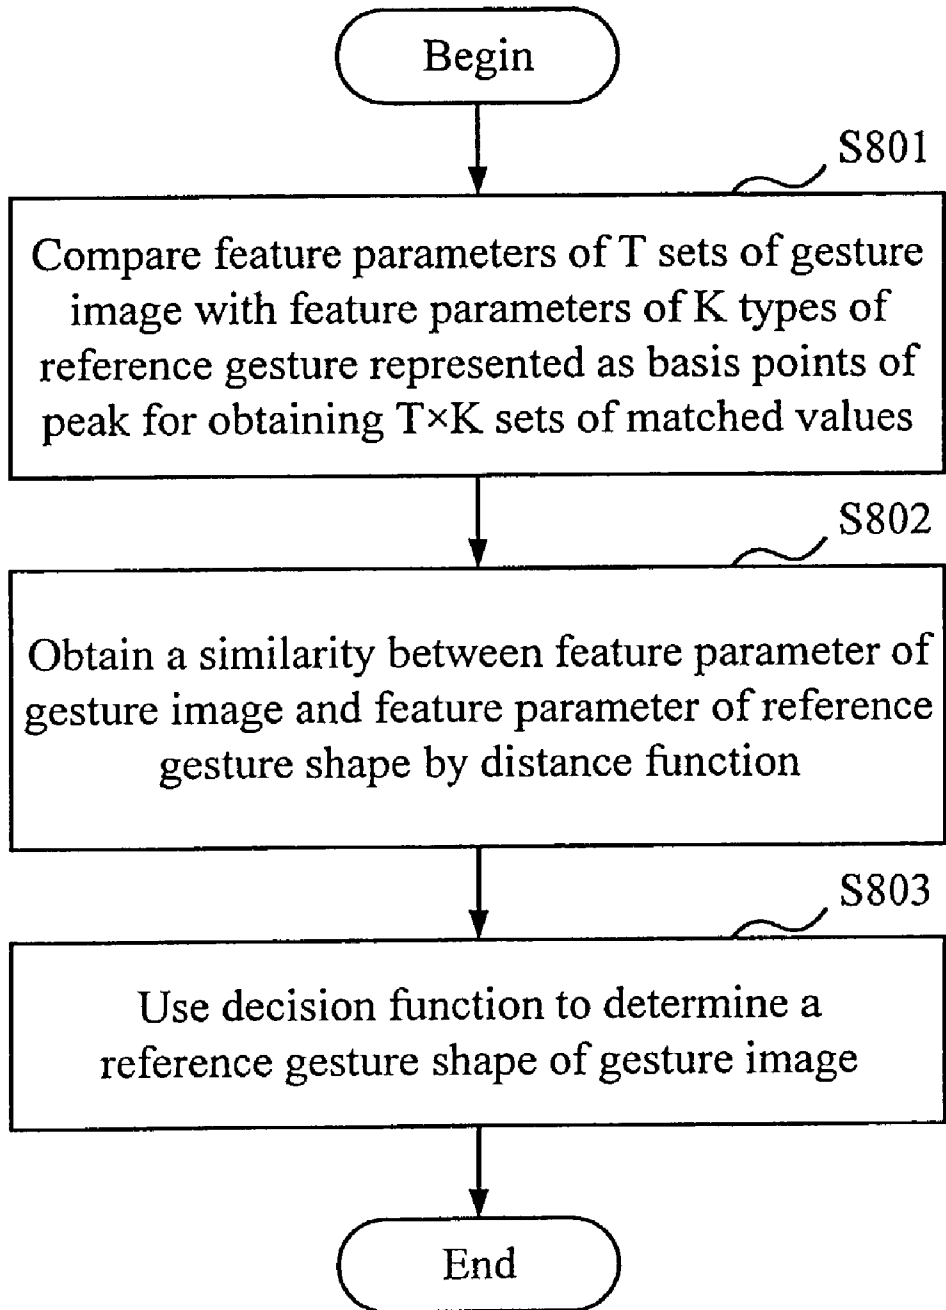 Begin
S801
Compare feature parameters of T sets of gesture
image with feature parameters of K types of
reference gesture represented as basis points of
peak for obtaining T×K sets of matched values
S802
Obtain a similarity between feature parameter of
gesture image and feature parameter of reference
gesture shape by distance function
S803
Use decision function to determine a
reference gesture shape of gesture image
End